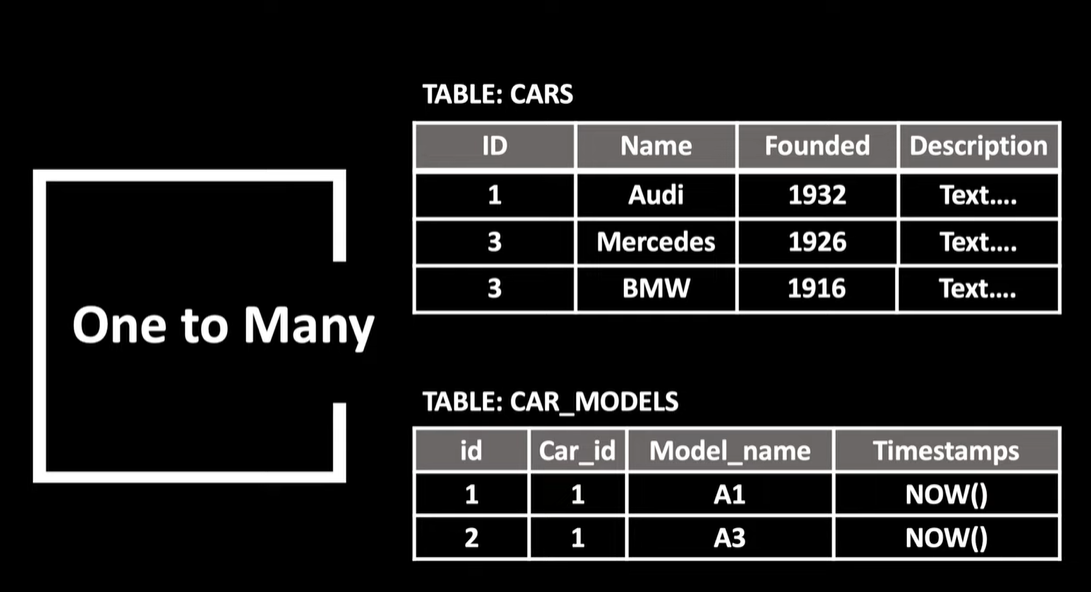 One to Many
TABLE: CARS
ID Name Founded Description
1 Audi 1932 Text....
3 Mercedes 1926 Text....
3 BMW 1916 Text....
TABLE: CAR_MODELS
id Car_id Model_name Timestamps
1 1 A1 NOW()
2 1 A3 NOW()